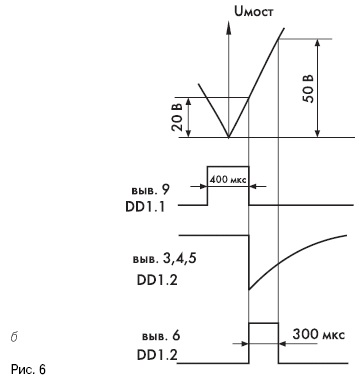 Uмост
20 В
50 В
400 мкс
выв. 9
DD1.1
выв. 3,4,5
DD1.2
выв. 6
DD1.2
300 мкс
б
Рис. 6